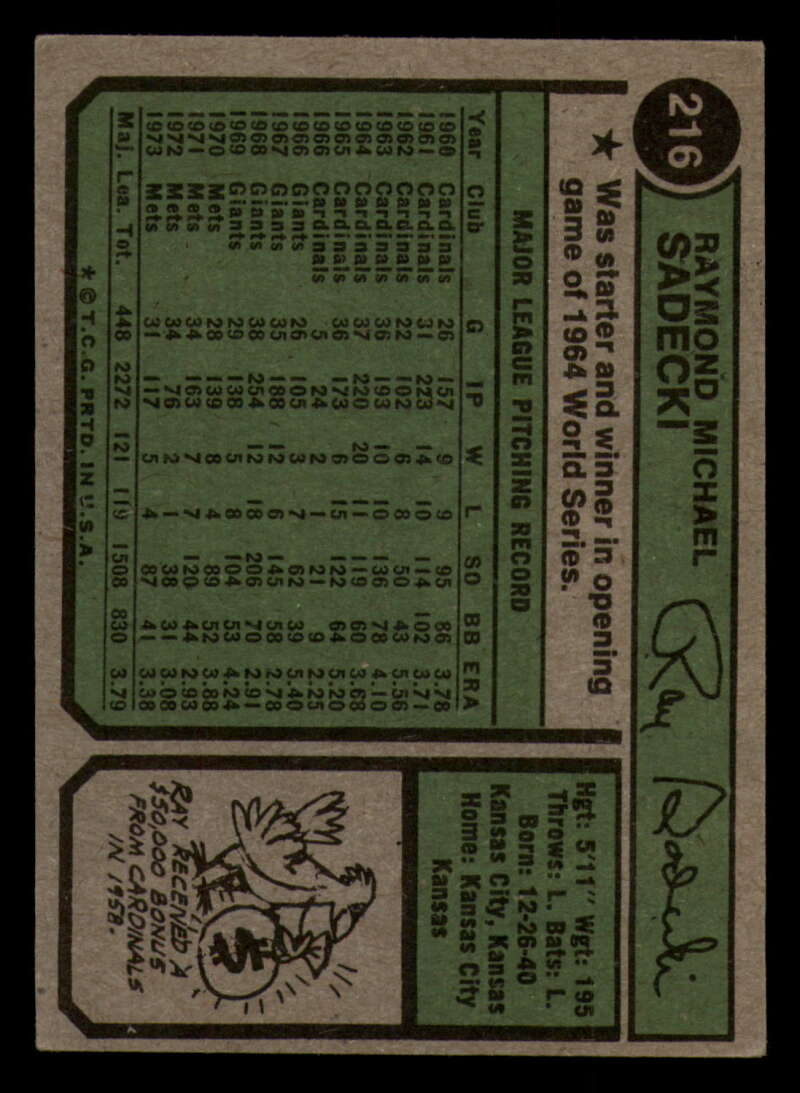 216
RAYMOND MICHAEL
SADECKI
Ray Sadecki
★ Was starter and winner in opening
game of 1964 World Series.
MAJOR LEAGUE PITCHING RECORD
Year Club G IP W L SO BB ERA
1960 Cardinals 26 157 9 9 95 86 3.78
1961 Cardinals 31 223 14 10 114 102 3.71
1962 Cardinals 22 102 6 8 50 43 5.56
1963 Cardinals 36 193 10 10 136 78 4.10
1964 Cardinals 37 220 20 11 119 60 3.68
1965 Cardinals 36 173 6 15 122 64 5.20
1966 Cardinals 5 24 2 1 21 9 2.25
1966 Giants 26 105 3 7 62 39 5.40
1967 Giants 35 188 12 6 145 58 2.78
1968 Giants 38 254 12 18 206 70 2.91
1969 Giants 29 138 5 8 104 53 4.24
1970 Mets 28 139 8 4 89 52 3.88
1971 Mets 34 163 7 7 120 44 2.93
1972 Mets 34 76 2 1 38 31 3.08
1973 Mets 31 117 5 4 87 41 3.38
Maj. Lea. Tot. 448 2272 121 119 1508 830 3.79
* © T.C.G. PRTD. IN U.S.A.
Hgt: 5'11" Wgt: 195
Throws: L. Bats: L.
Born: 12-26-40
Kansas City, Kansas
Home: Kansas City
Kansas
$
RAY RECEIVED A
$50,000 BONUS
FROM CARDINALS
IN 1958.